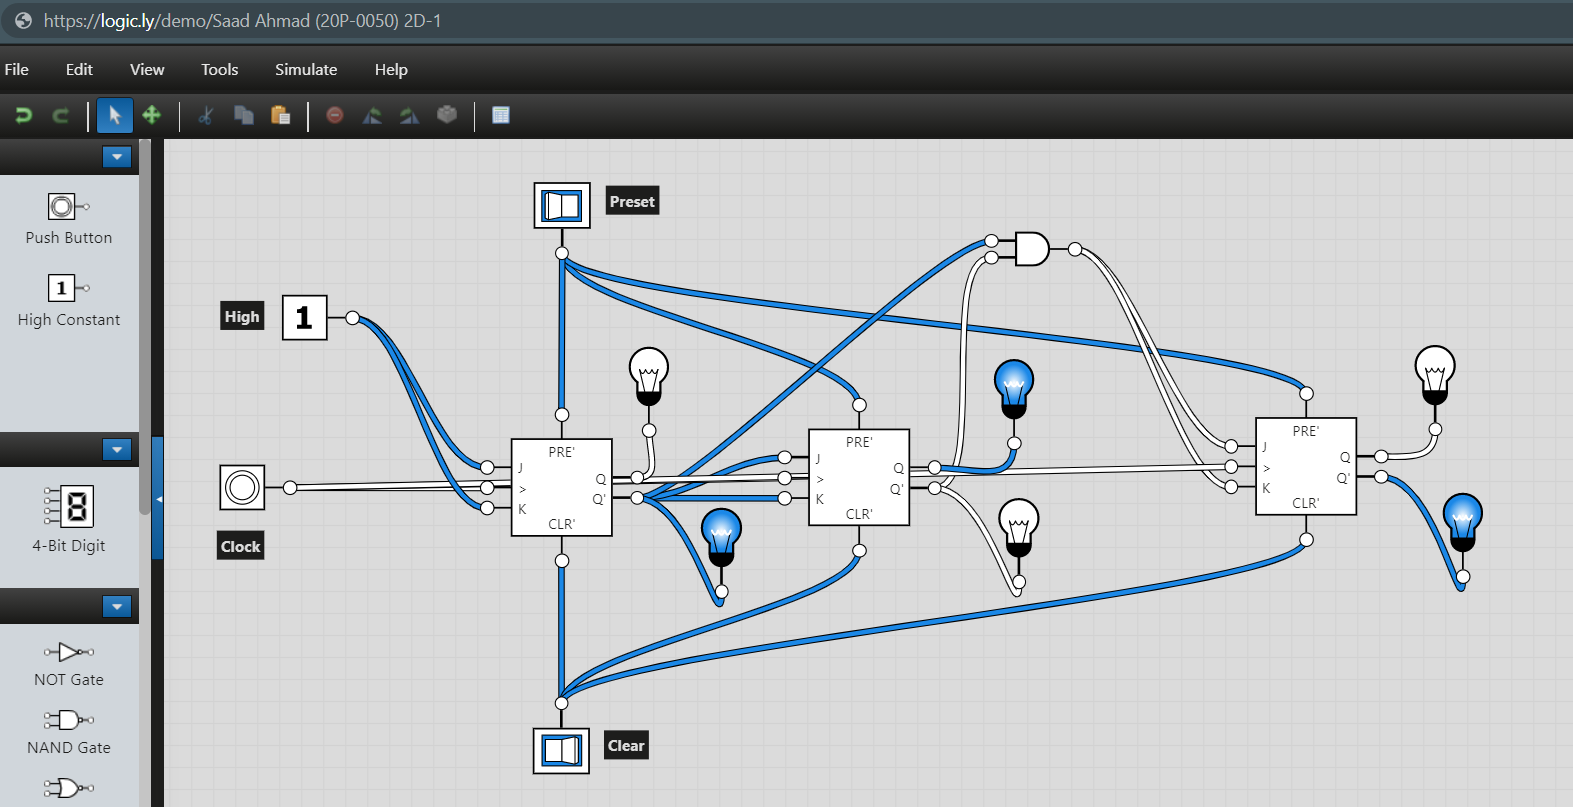 https://logic.ly/demo/Saad Ahmad (20P-0050) 2D-1
File Edit View Tools Simulate Help
Push Button
1
High Constant
8
4-Bit Digit
NOT Gate
NAND Gate
Preset
High
1
Clock
PRE'
J
Q
>
Q'
K
CLR'
PRE'
J
Q
>
Q'
K
CLR'
PRE'
J
Q
>
Q'
K
CLR'
Clear